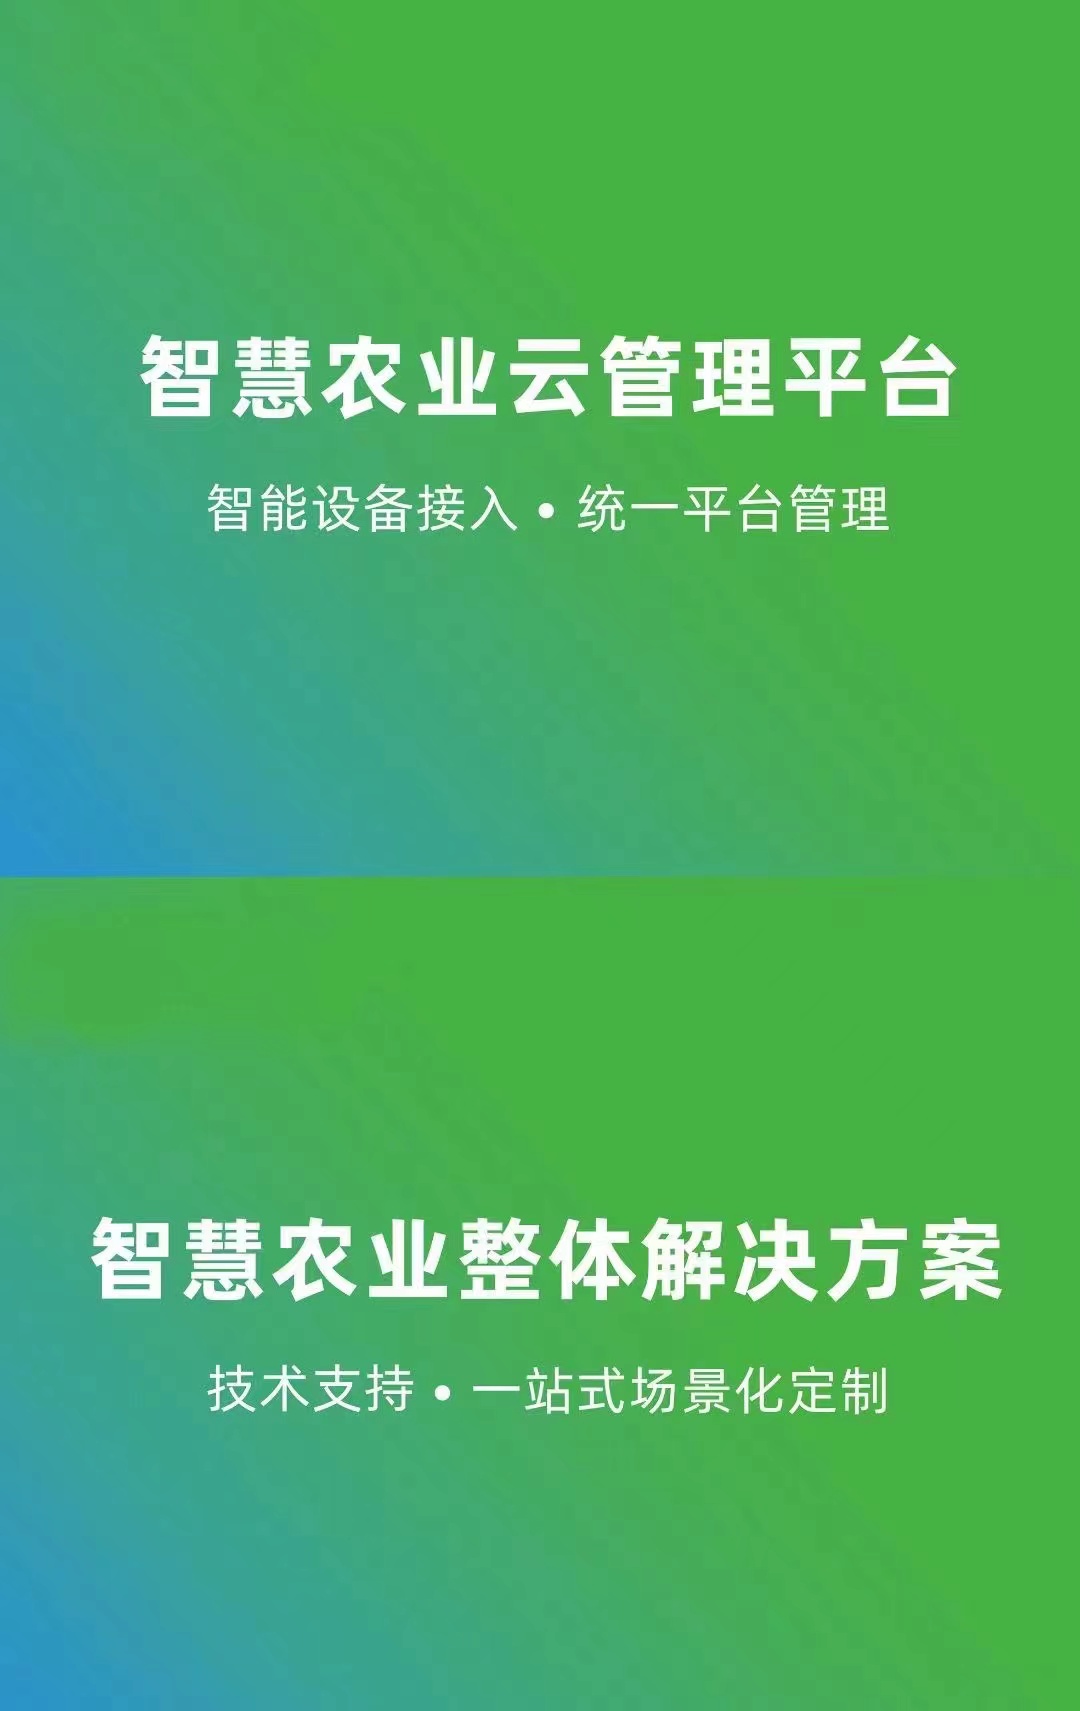 智慧农业云管理平台
智能设备接入 • 统一平台管理
智慧农业整体解决方案
技术支持 • 一站式场景化定制